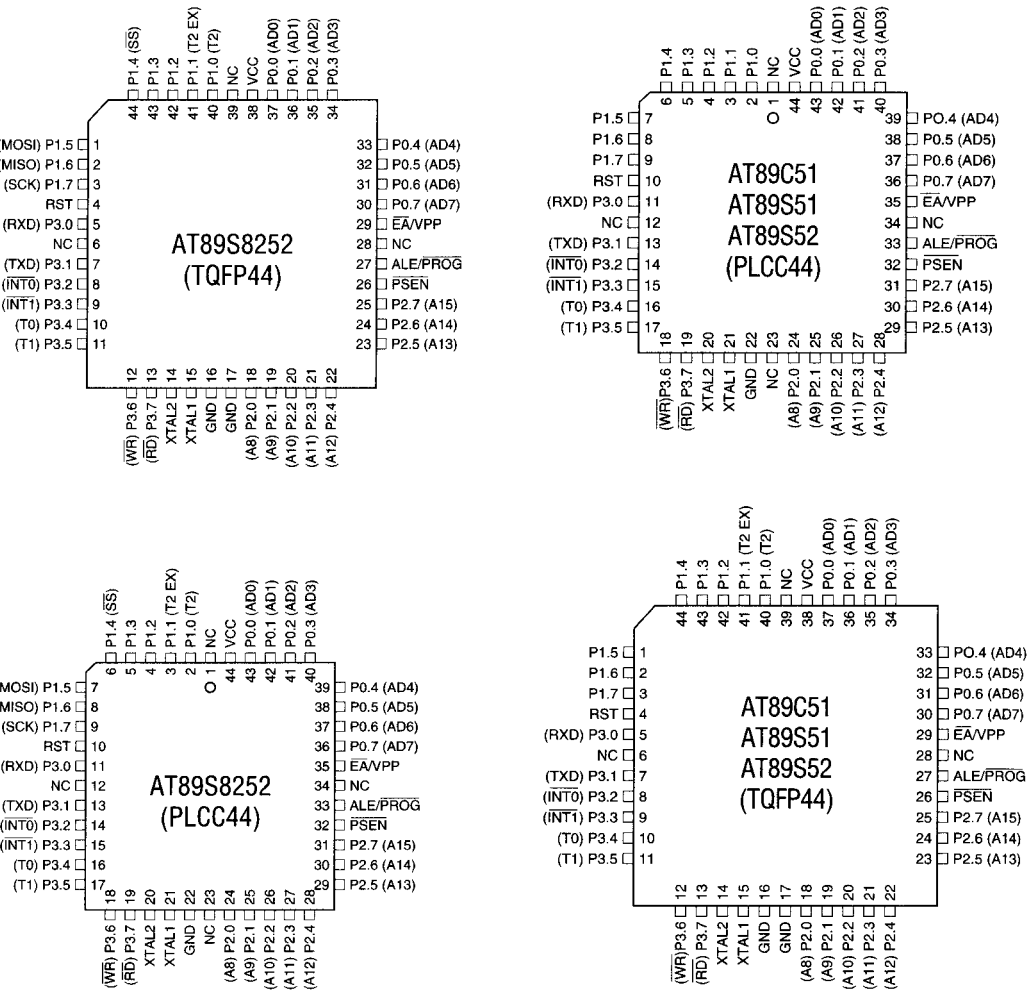 P1.4 (SS)
P1.3
P1.2
P1.1 (T2 EX)
P1.0 (T2)
NC
VCC
P0.0 (AD0)
P0.1 (AD1)
P0.2 (AD2)
P0.3 (AD3)
44 43 42 41 40 39 38 37 36 35 34
(MOSI) P1.5 1
(MISO) P1.6 2
(SCK) P1.7 3
RST 4
(RXD) P3.0 5
NC 6
(TXD) P3.1 7
(INT0) P3.2 8
(INT1) P3.3 9
(T0) P3.4 10
(T1) P3.5 11
AT89S8252
(TQFP44)
33 P0.4 (AD4)
32 P0.5 (AD5)
31 P0.6 (AD6)
30 P0.7 (AD7)
29 EA/VPP
28 NC
27 ALE/PROG
26 PSEN
25 P2.7 (A15)
24 P2.6 (A14)
23 P2.5 (A13)
12 13 14 15 16 17 18 19 20 21 22
(WR) P3.6
(RD) P3.7
XTAL2
XTAL1
GND
GND
(A8) P2.0
(A9) P2.1
(A10) P2.2
(A11) P2.3
(A12) P2.4
P1.4
P1.3
P1.2
P1.1
P1.0
NC
VCC
P0.0 (AD0)
P0.1 (AD1)
P0.2 (AD2)
P0.3 (AD3)
6 5 4 3 2 1 44 43 42 41 40
P1.5 7
P1.6 8
P1.7 9
RST 10
(RXD) P3.0 11
NC 12
(TXD) P3.1 13
(INT0) P3.2 14
(INT1) P3.3 15
(T0) P3.4 16
(T1) P3.5 17
AT89C51
AT89S51
AT89S52
(PLCC44)
39 PO.4 (AD4)
38 P0.5 (AD5)
37 P0.6 (AD6)
36 P0.7 (AD7)
35 EA/VPP
34 NC
33 ALE/PROG
32 PSEN
31 P2.7 (A15)
30 P2.6 (A14)
29 P2.5 (A13)
18 19 20 21 22 23 24 25 26 27 28
(WR)P3.6
(RD) P3.7
XTAL2
XTAL1
GND
NC
(A8) P2.0
(A9) P2.1
(A10) P2.2
(A11) P2.3
(A12) P2.4
P1.4 (SS)
P1.3
P1.2
P1.1 (T2 EX)
P1.0 (T2)
NC
VCC
P0.0 (AD0)
P0.1 (AD1)
P0.2 (AD2)
P0.3 (AD3)
6 5 4 3 2 1 44 43 42 41 40
MOSI) P1.5 7
MISO) P1.6 8
(SCK) P1.7 9
RST 10
(RXD) P3.0 11
NC 12
(TXD) P3.1 13
(INT0) P3.2 14
(INT1) P3.3 15
(T0) P3.4 16
(T1) P3.5 17
AT89S8252
(PLCC44)
39 P0.4 (AD4)
38 P0.5 (AD5)
37 P0.6 (AD6)
36 P0.7 (AD7)
35 EA/VPP
34 NC
33 ALE/PROG
32 PSEN
31 P2.7 (A15)
30 P2.6 (A14)
29 P2.5 (A13)
18 19 20 21 22 23 24 25 26 27 28
(WR) P3.6
(RD) P3.7
XTAL2
XTAL1
GND
NC
(A8) P2.0
(A9) P2.1
(A10) P2.2
(A11) P2.3
(A12) P2.4
P1.4
P1.3
P1.2
P1.1 (T2 EX)
P1.0 (T2)
NC
VCC
P0.0 (AD0)
P0.1 (AD1)
P0.2 (AD2)
P0.3 (AD3)
44 43 42 41 40 39 38 37 36 35 34
P1.5 1
P1.6 2
P1.7 3
RST 4
(RXD) P3.0 5
NC 6
(TXD) P3.1 7
(INT0) P3.2 8
(INT1) P3.3 9
(T0) P3.4 10
(T1) P3.5 11
AT89C51
AT89S51
AT89S52
(TQFP44)
33 PO.4 (AD4)
32 P0.5 (AD5)
31 P0.6 (AD6)
30 P0.7 (AD7)
29 EA/VPP
28 NC
27 ALE/PROG
26 PSEN
25 P2.7 (A15)
24 P2.6 (A14)
23 P2.5 (A13)
12 13 14 15 16 17 18 19 20 21 22
(WR)P3.6
(RD) P3.7
XTAL2
XTAL1
GND
GND
(A8) P2.0
(A9) P2.1
(A10) P2.2
(A11) P2.3
(A12) P2.4